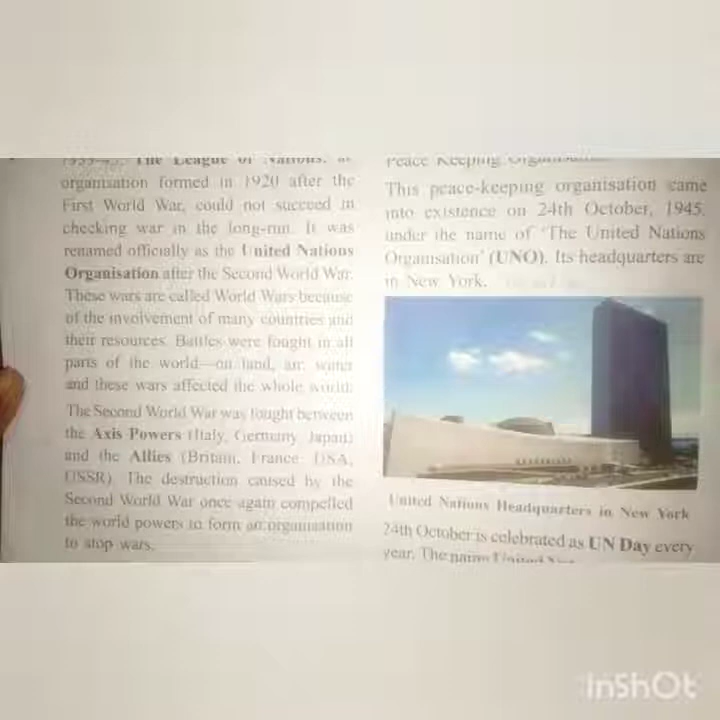 The League of Nations, an
organisation formed in 1920 after the
First World War, could not succeed in
checking war in the long-run. It was
renamed officially as the United Nations
Organisation after the Second World War.
These wars are called World Wars because
of the involvement of many countries and
their resources. Battles were fought in all
parts of the world—on land, air, water
and these wars affected the whole world.
The Second World War was fought between
the Axis Powers (Italy, Germany, Japan)
and the Allies (Britain, France, USA,
USSR). The destruction caused by the
Second World War once again compelled
the world powers to form an organisation
to stop wars.
Peace Keeping
This peace-keeping organisation came
into existence on 24th October, 1945,
under the name of 'The United Nations
Organisation' (UNO). Its headquarters are
in New York.
United Nations Headquarters in New York
24th October is celebrated as UN Day every
year. The name United
InShOt